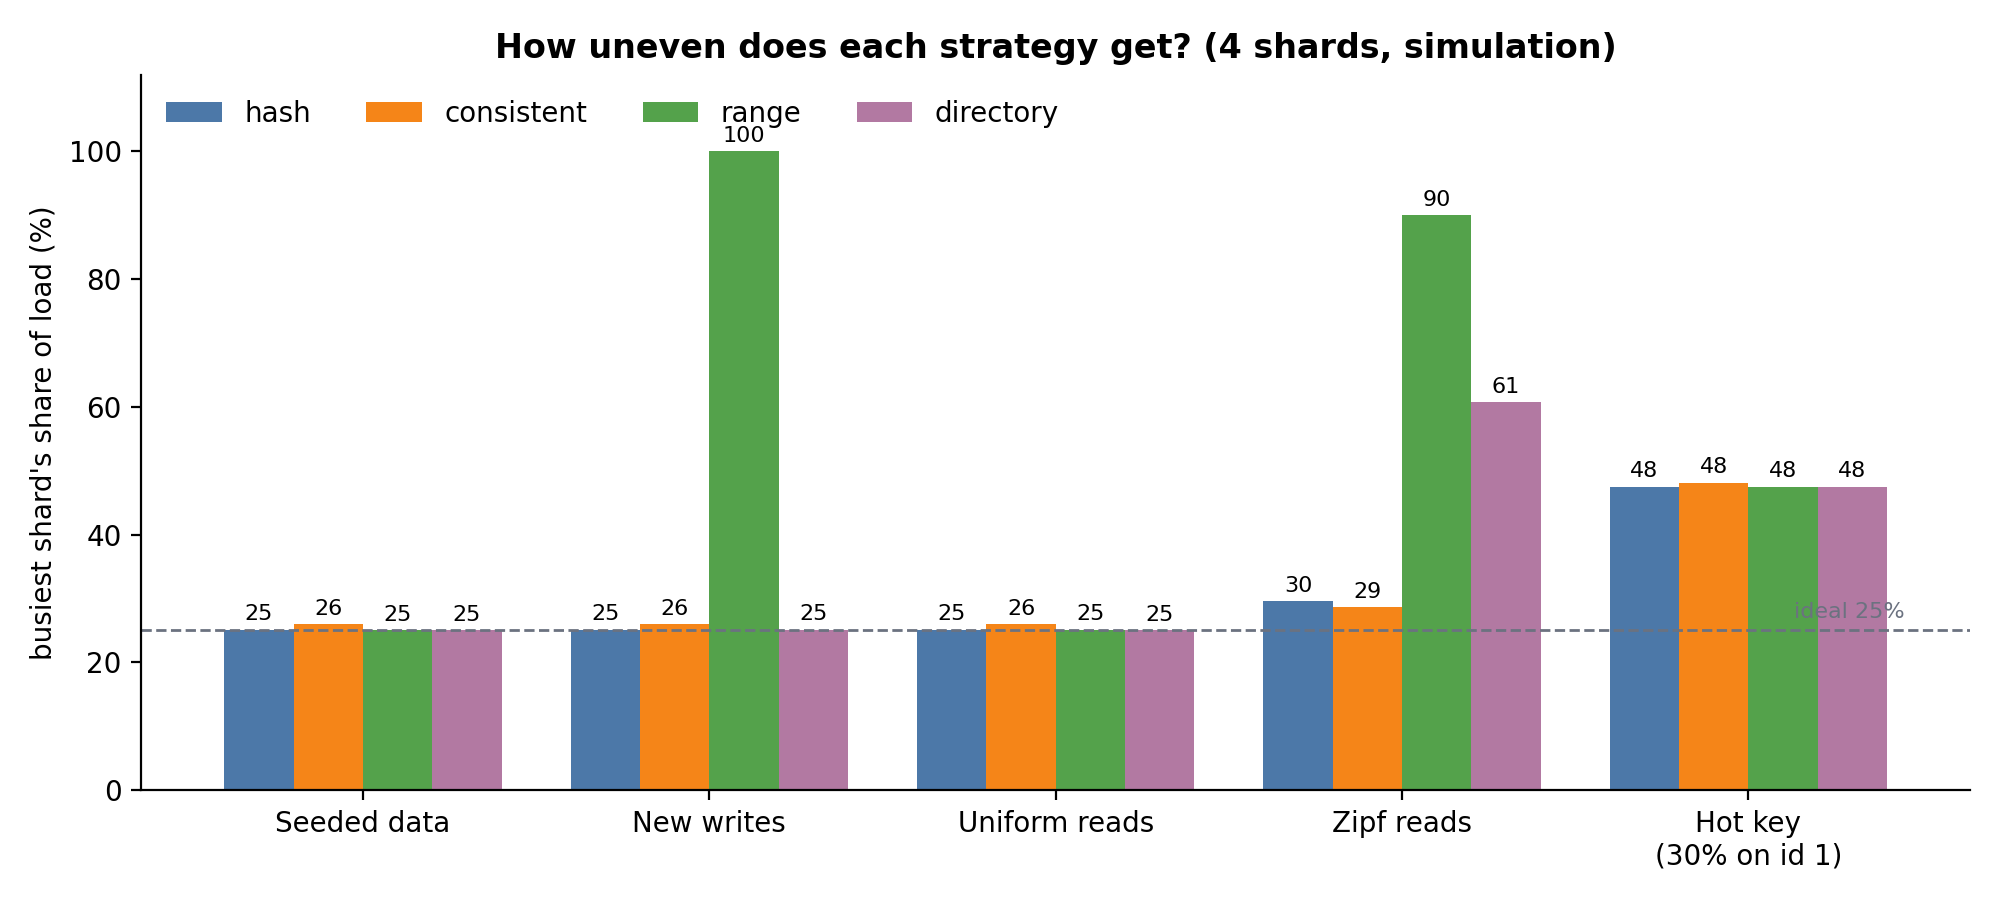 How uneven does each strategy get? (4 shards, simulation)
hash consistent range directory
busiest shard's share of load (%)
100
80
60
40
20
0
25 26 25 25
25 26 100 25
25 26 25 25
30 29 90 61
48 48 48 48
ideal 25%
Seeded data
New writes
Uniform reads
Zipf reads
Hot key
(30% on id 1)